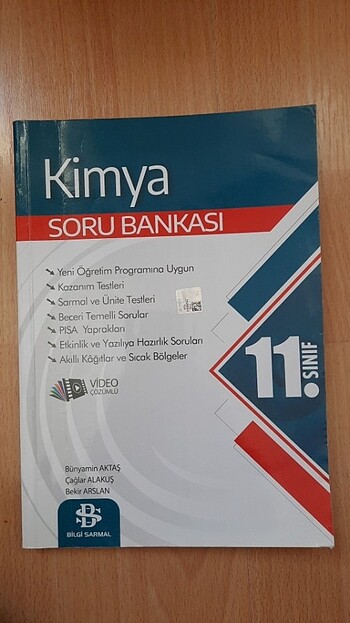 Kimya
SORU BANKASI
Yeni Öğretim Programına Uygun
Kazanım Testleri
Sarmal ve Ünite Testleri
Beceri Temelli Sorular
PISA Yaprakları
Etkinlik ve Yazılıya Hazırlık Soruları
Akıllı Kâğıtlar ve Sıcak Bölgeler
11. SINIF
VİDEO
ÇÖZÜMLÜ
Bünyamin AKTAŞ
Çağlar ALAKUŞ
Bekir ARSLAN
BİLGİ SARMAL